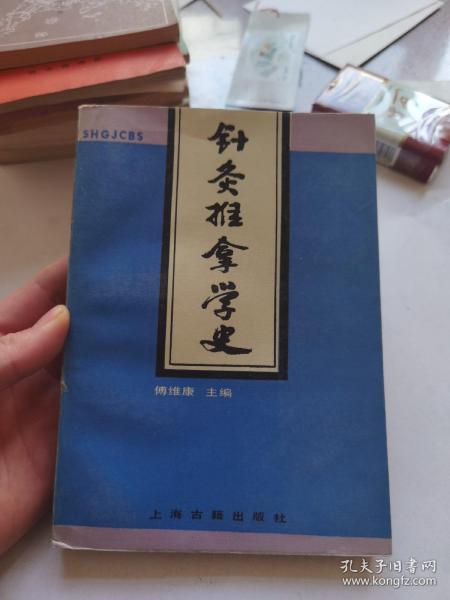 SHGJCBS
针灸推拿学史
傅维康 主编
上海古籍出版社
孔夫子旧书网
www.kongfz.com